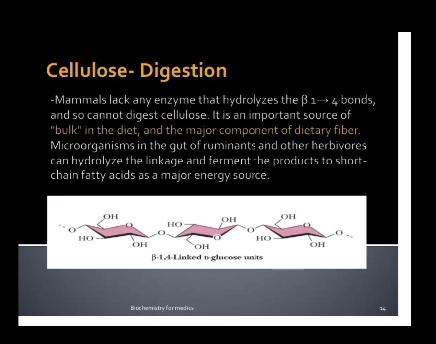 Cellulose- Digestion
-Mammals lack any enzyme that hydrolyzes the β 1→ 4 bonds,
and so cannot digest cellulose. It is an important source of
"bulk" in the diet, and the major component of dietary fiber.
Microorganisms in the gut of ruminants and other herbivores
can hydrolyze the linkage and ferment the products to short-
chain fatty acids as a major energy source.
OH HO OH OH
O O O O O O O
HO OH OH HO OH
β-1,4-Linked D-glucose units
Biochemistry for medics 14